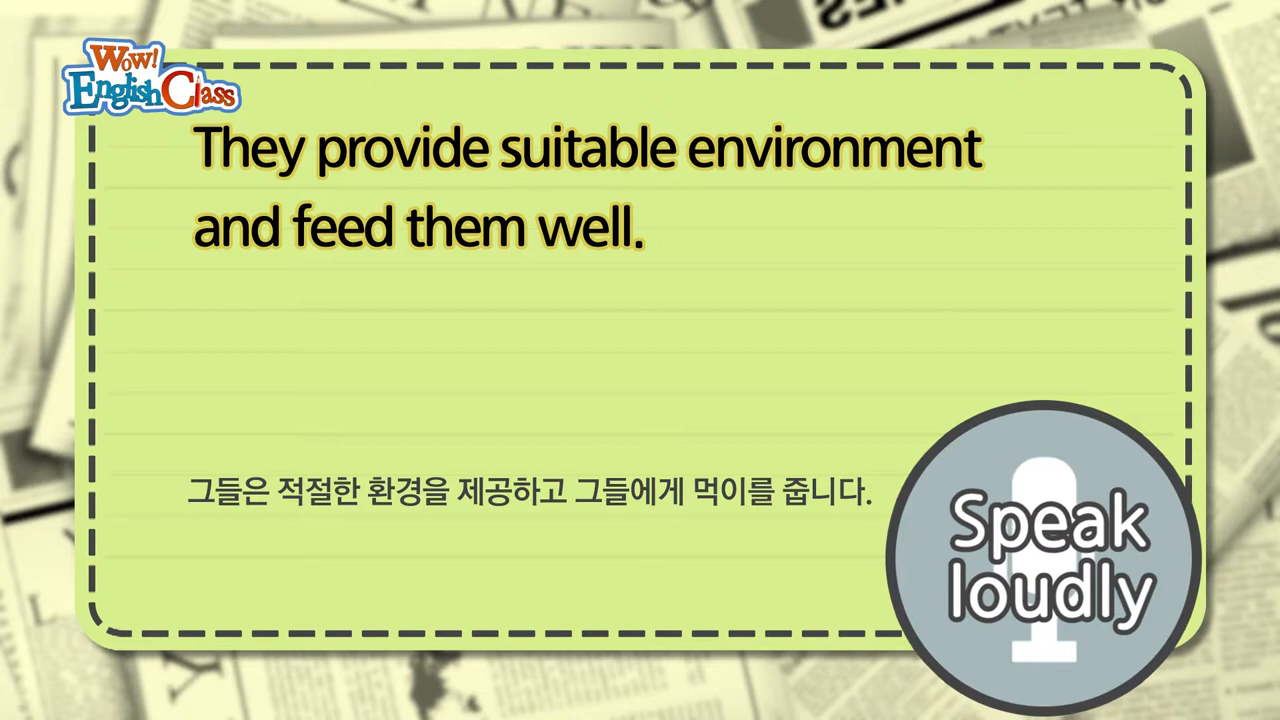 Wow!
English Class
They provide suitable environment
and feed them well.
그들은 적절한 환경을 제공하고 그들에게 먹이를 줍니다.
Speak
loudly